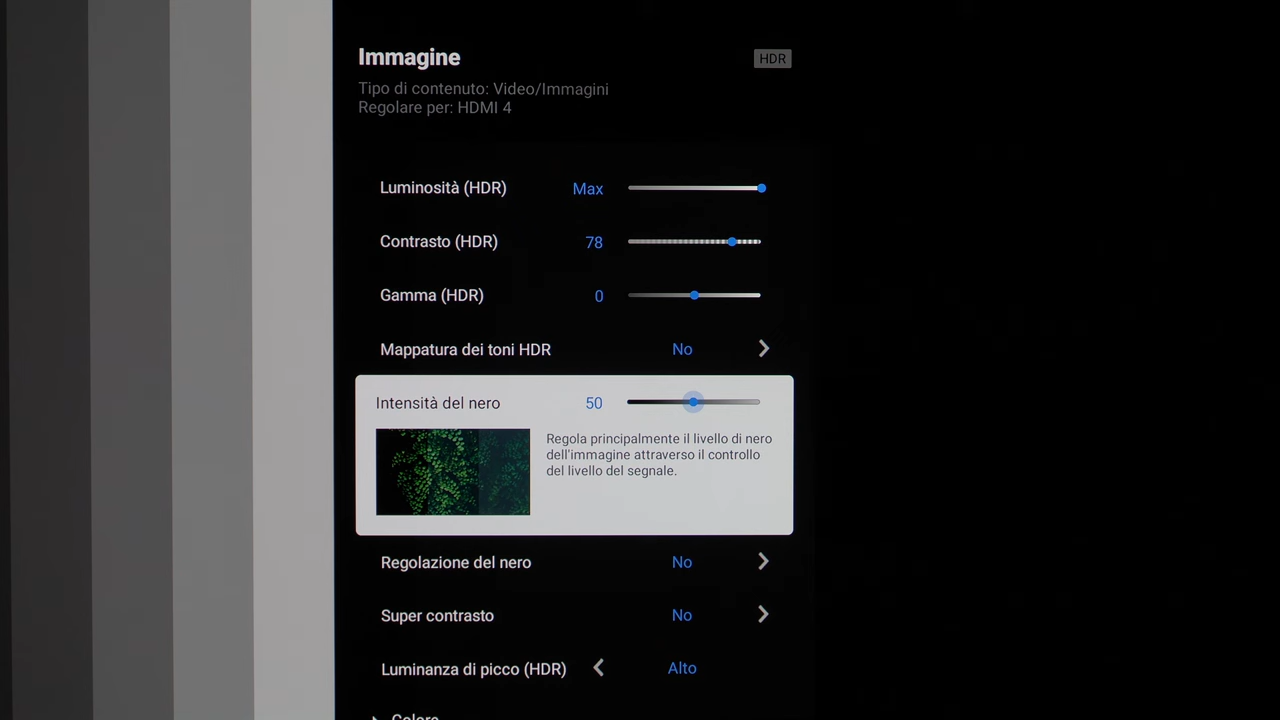 Immagine
HDR
Tipo di contenuto: Video/Immagini
Regolare per: HDMI 4
Luminosità (HDR) Max
Contrasto (HDR) 78
Gamma (HDR) 0
Mappatura dei toni HDR No
Intensità del nero 50
Regola principalmente il livello di nero
dell'immagine attraverso il controllo
del livello del segnale.
Regolazione del nero No
Super contrasto No
Luminanza di picco (HDR) Alto
Colore